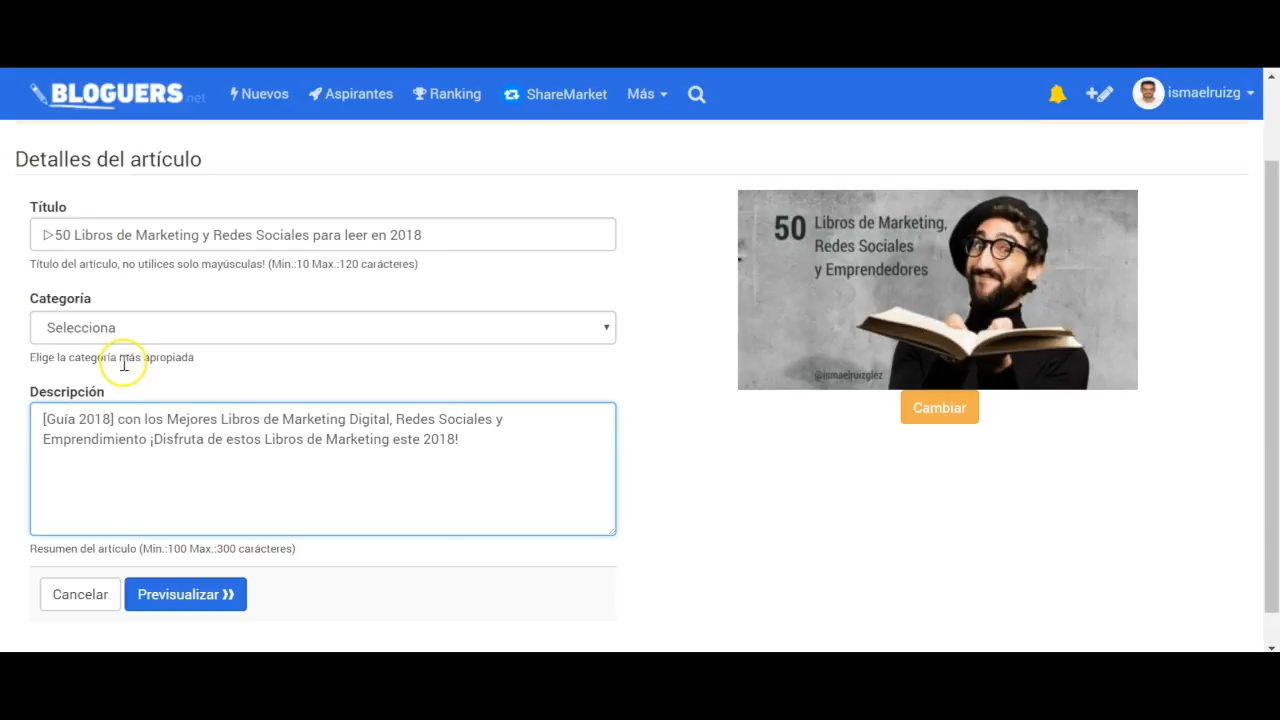 BLOGUERS.net
Nuevos
Aspirantes
Ranking
ShareMarket
Más
ismaelruizg
Detalles del artículo
Título
▷50 Libros de Marketing y Redes Sociales para leer en 2018
Título del artículo, no utilices solo mayúsculas! (Min.:10 Max.:120 carácteres)
Categoría
Selecciona
Elige la categoría más apropiada
Descripción
[Guía 2018] con los Mejores Libros de Marketing Digital, Redes Sociales y
Emprendimiento ¡Disfruta de estos Libros de Marketing este 2018!
Resumen del artículo (Min.:100 Max.:300 carácteres)
Cancelar
Previsualizar
50 Libros de Marketing,
Redes Sociales
y Emprendedores
@ismaelruizglez
Cambiar